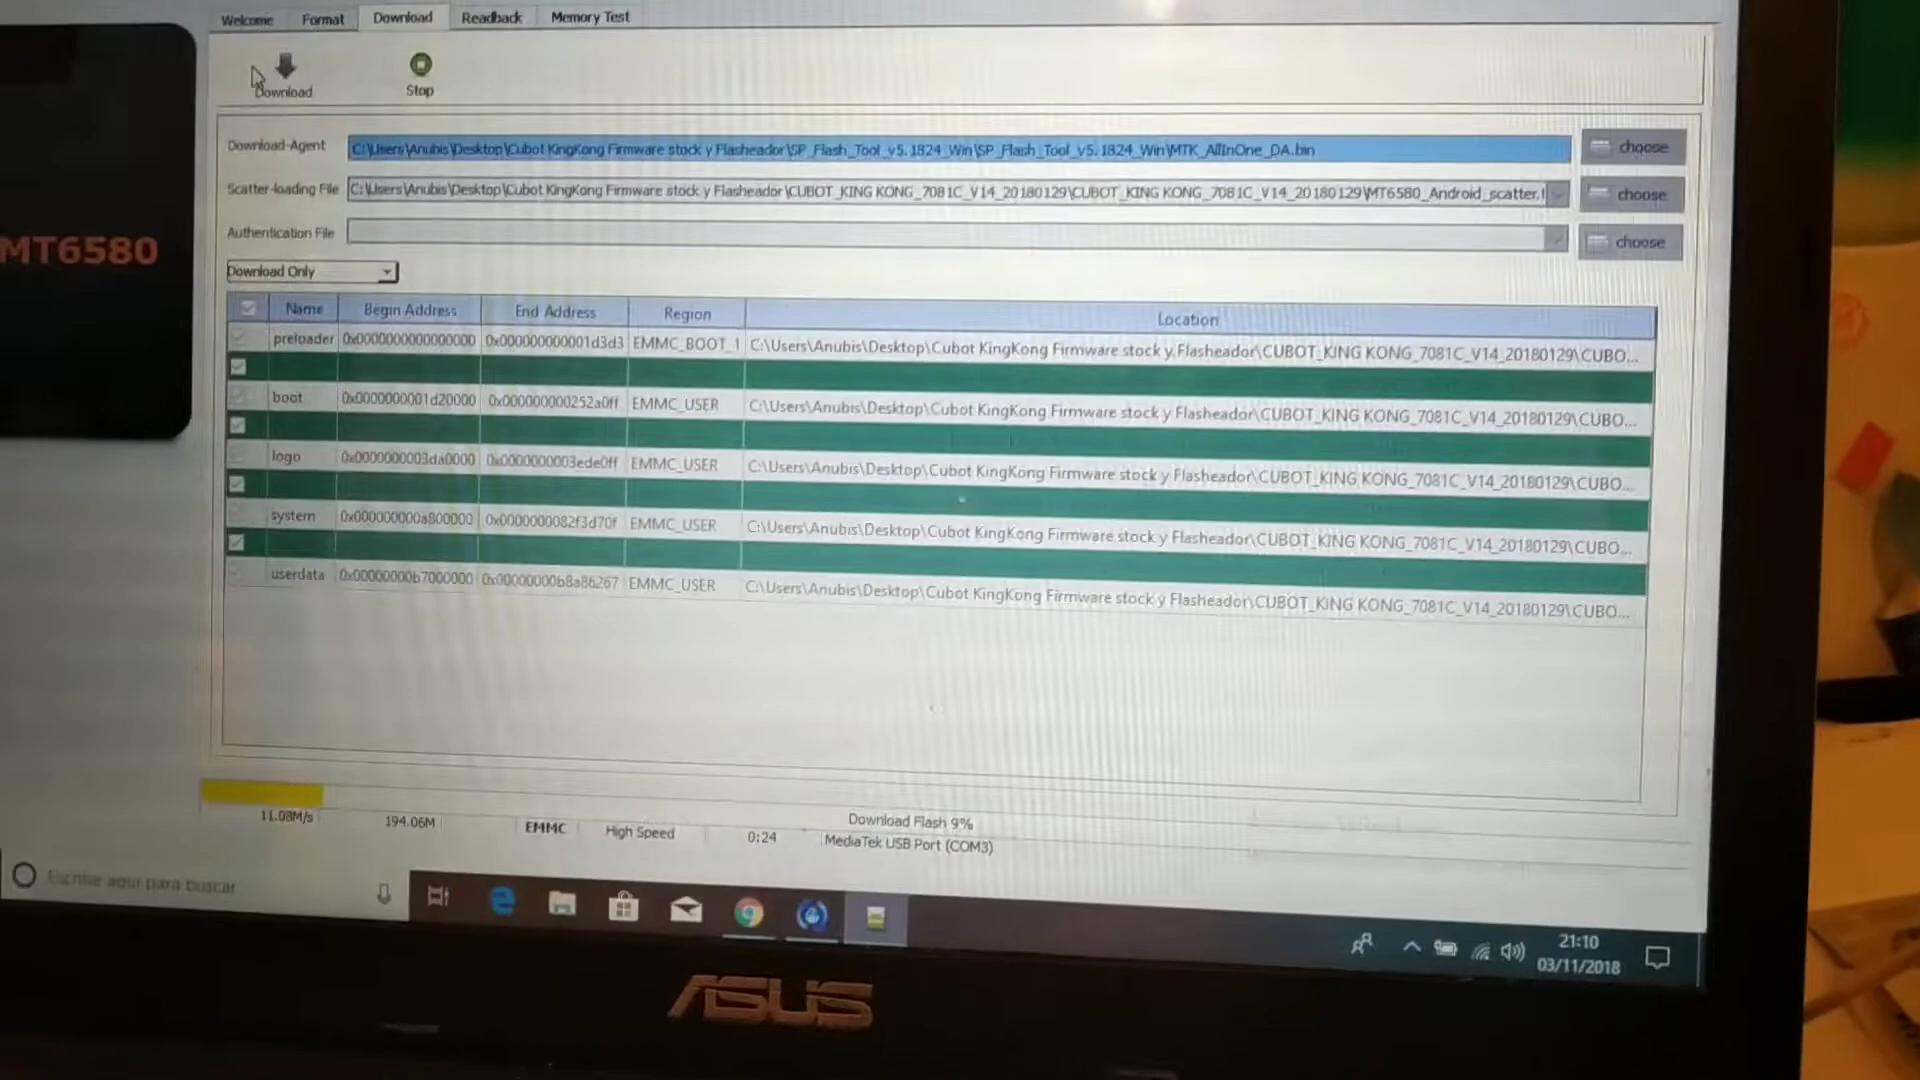 Welcome Format Download Readback Memory Test
Download Stop
Download-Agent C:\Users\Anubis\Desktop\Cubot KingKong Firmware stock y Flasheador\SP_Flash_Tool_v5.1824_Win\SP_Flash_Tool_v5.1824_Win\MTK_AllInOne_DA.bin choose
Scatter-loading File C:\Users\Anubis\Desktop\Cubot KingKong Firmware stock y Flasheador\CUBOT_KING KONG_7081C_V14_20180129\CUBOT_KING KONG_7081C_V14_20180129\MT6580_Android_scatter.t choose
Authentication File choose
MT6580
Download Only
Name Begin Address End Address Region Location
preloader 0x0000000000000000 0x000000000001d3d3 EMMC_BOOT_1 C:\Users\Anubis\Desktop\Cubot KingKong Firmware stock y Flasheador\CUBOT_KING KONG_7081C_V14_20180129\CUBO...
boot 0x0000000001d20000 0x000000000252a0ff EMMC_USER C:\Users\Anubis\Desktop\Cubot KingKong Firmware stock y Flasheador\CUBOT_KING KONG_7081C_V14_20180129\CUBO...
logo 0x0000000003da0000 0x0000000003ede0ff EMMC_USER C:\Users\Anubis\Desktop\Cubot KingKong Firmware stock y Flasheador\CUBOT_KING KONG_7081C_V14_20180129\CUBO...
system 0x000000000a800000 0x0000000082f3d70f EMMC_USER C:\Users\Anubis\Desktop\Cubot KingKong Firmware stock y Flasheador\CUBOT_KING KONG_7081C_V14_20180129\CUBO...
userdata 0x00000000b7000000 0x00000000b8a86267 EMMC_USER C:\Users\Anubis\Desktop\Cubot KingKong Firmware stock y Flasheador\CUBOT_KING KONG_7081C_V14_20180129\CUBO...
Download Flash 9%
11.08M/s 194.06M EMMC High Speed 0:24 MediaTek USB Port (COM3)
Escribe aquí para buscar
21:10
03/11/2018
ASUS